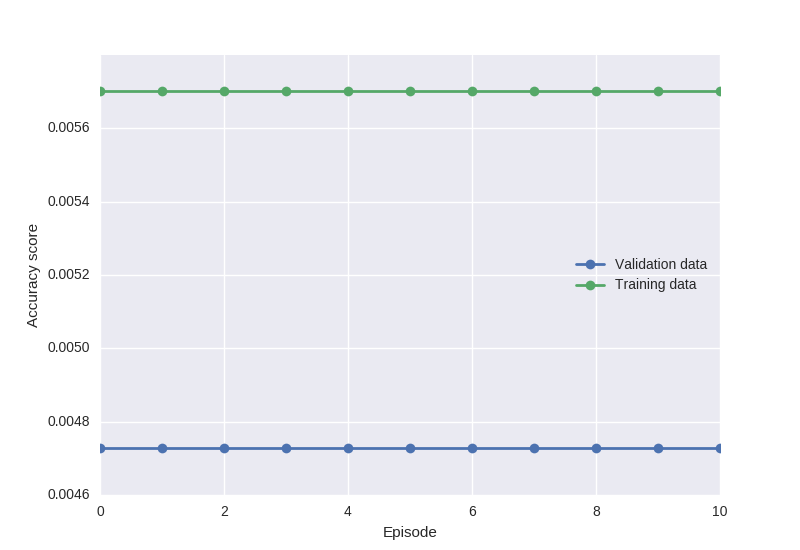 0.0056
0.0054
0.0052
0.0050
0.0048
0.0046
Accuracy score
Validation data
Training data
0 2 4 6 8 10
Episode